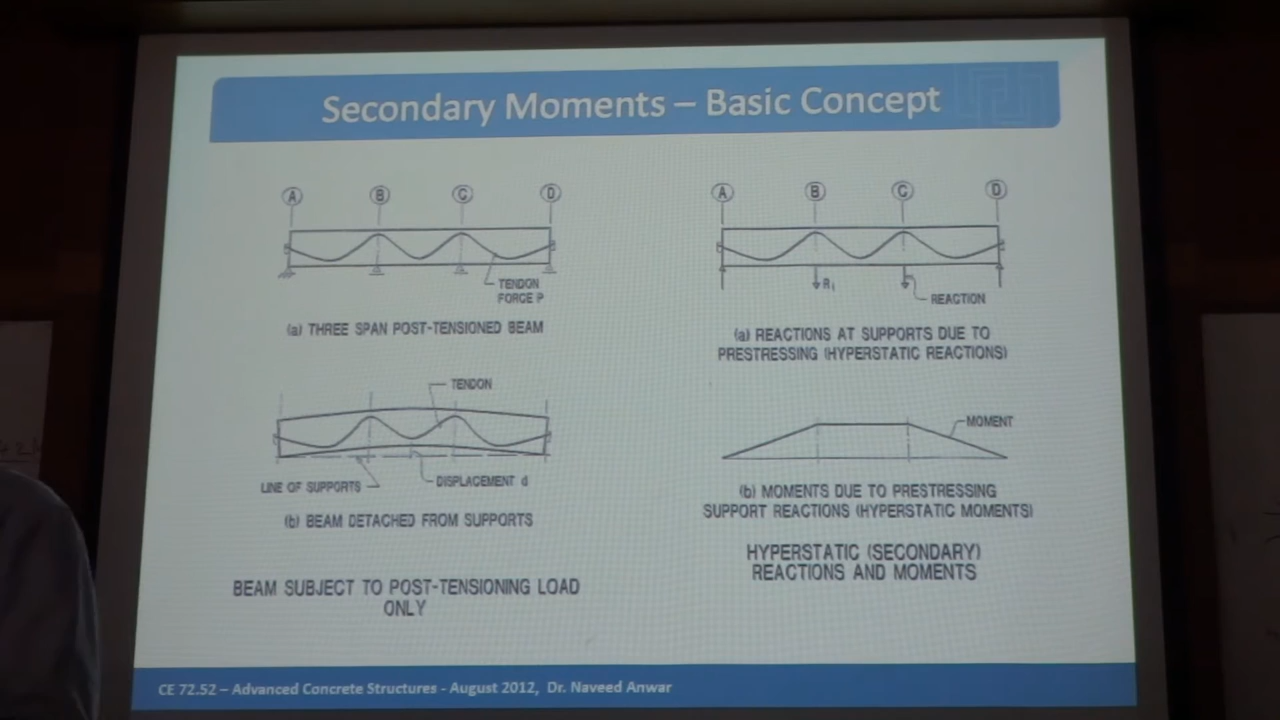 Secondary Moments – Basic Concept
A B C D
TENDON
FORCE P
(a) THREE SPAN POST-TENSIONED BEAM
TENDON
LINE OF SUPPORTS
DISPLACEMENT d
(b) BEAM DETACHED FROM SUPPORTS
BEAM SUBJECT TO POST-TENSIONING LOAD
ONLY
A B C D
R₁
REACTION
(a) REACTIONS AT SUPPORTS DUE TO
PRESTRESSING (HYPERSTATIC REACTIONS)
MOMENT
(b) MOMENTS DUE TO PRESTRESSING
SUPPORT REACTIONS (HYPERSTATIC MOMENTS)
HYPERSTATIC (SECONDARY)
REACTIONS AND MOMENTS
CE 72.52 – Advanced Concrete Structures - August 2012, Dr. Naveed Anwar